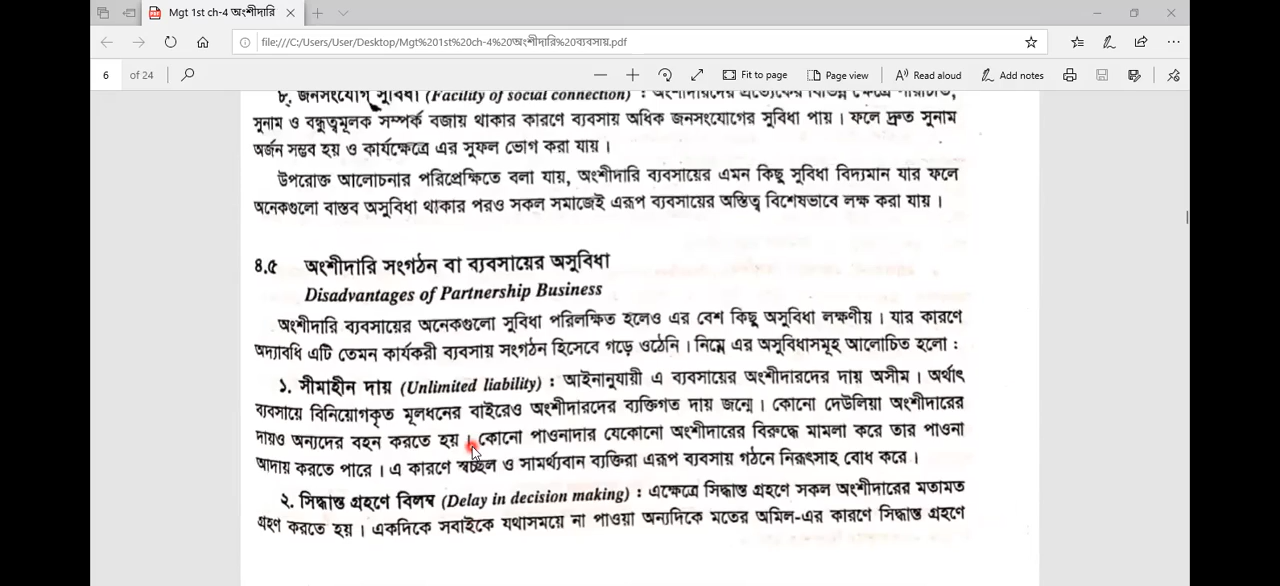 Mgt 1st ch-4 অংশীদারি
file:///C:/Users/User/Desktop/Mgt%201st%20ch-4%20অংশীদারি%20ব্যবসায়.pdf
6 of 24 Fit to page Page view Read aloud Add notes
৮. জনসংযোগ সুবিধা (Facility of social connection) : অংশীদারদের প্রত্যেকের বিভিন্ন ক্ষেত্রে পরিচিতি,
সুনাম ও বন্ধুত্বমূলক সম্পর্ক বজায় থাকার কারণে ব্যবসায় অধিক জনসংযোগের সুবিধা পায়। ফলে দ্রুত সুনাম
অর্জন সম্ভব হয় ও কার্যক্ষেত্রে এর সুফল ভোগ করা যায়।
উপরোক্ত আলোচনার পরিপ্রেক্ষিতে বলা যায়, অংশীদারি ব্যবসায়ের এমন কিছু সুবিধা বিদ্যমান যার ফলে
অনেকগুলো বাস্তব অসুবিধা থাকার পরও সকল সমাজেই এরূপ ব্যবসায়ের অস্তিত্ব বিশেষভাবে লক্ষ করা যায়।
৪.৫ অংশীদারি সংগঠন বা ব্যবসায়ের অসুবিধা
Disadvantages of Partnership Business
অংশীদারি ব্যবসায়ের অনেকগুলো সুবিধা পরিলক্ষিত হলেও এর বেশ কিছু অসুবিধা লক্ষণীয়। যার কারণে
অদ্যাবধি এটি তেমন কার্যকরী ব্যবসায় সংগঠন হিসেবে গড়ে ওঠেনি। নিম্নে এর অসুবিধাসমূহ আলোচিত হলো :
১. সীমাহীন দায় (Unlimited liability) : আইনানুযায়ী এ ব্যবসায়ের অংশীদারদের দায় অসীম। অর্থাৎ
ব্যবসায়ে বিনিয়োগকৃত মূলধনের বাইরেও অংশীদারদের ব্যক্তিগত দায় জন্মে। কোনো দেউলিয়া অংশীদারের
দায়ও অন্যদের বহন করতে হয়। কোনো পাওনাদার যেকোনো অংশীদারের বিরুদ্ধে মামলা করে তার পাওনা
আদায় করতে পারে। এ কারণে স্বচ্ছল ও সামর্থ্যবান ব্যক্তিরা এরূপ ব্যবসায় গঠনে নিরুৎসাহ বোধ করে।
২. সিদ্ধান্ত গ্রহণে বিলম্ব (Delay in decision making) : এক্ষেত্রে সিদ্ধান্ত গ্রহণে সকল অংশীদারের মতামত
গ্রহণ করতে হয়। একদিকে সবাইকে যথাসময়ে না পাওয়া অন্যদিকে মতের অমিল-এর কারণে সিদ্ধান্ত গ্রহণে